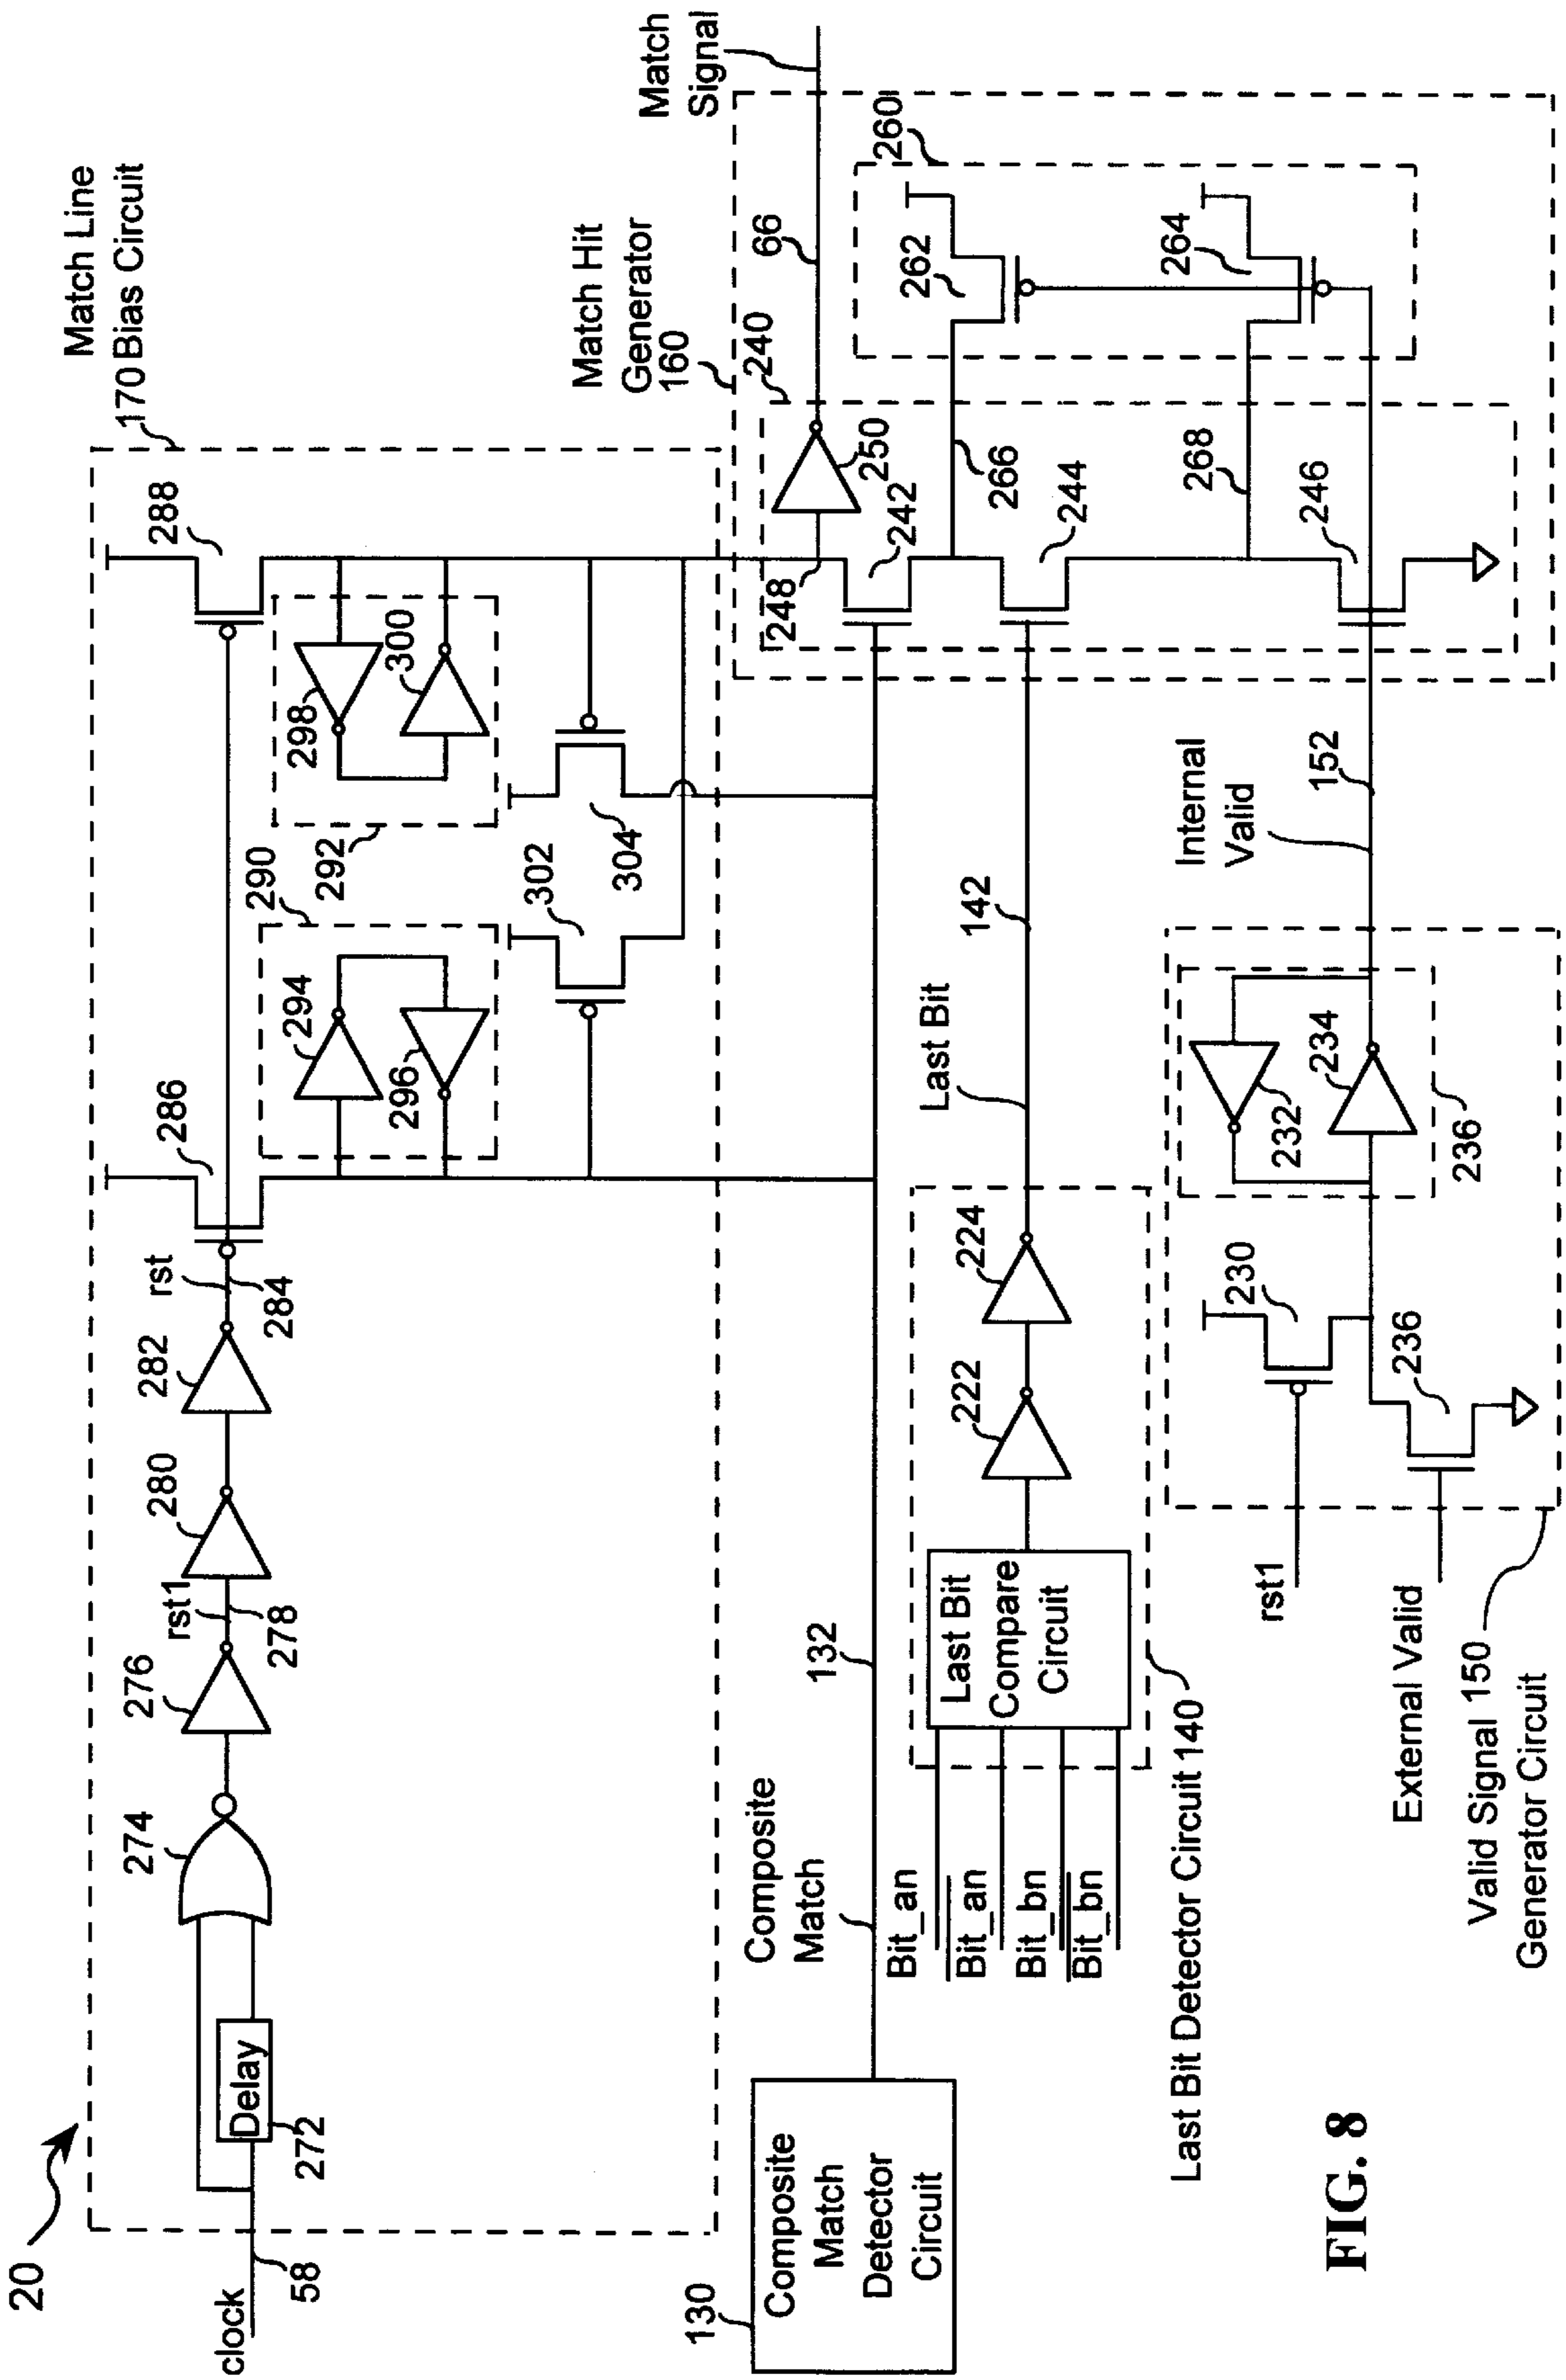 20
clock
58
Delay
272
274
276
rst1
278
280
282
rst
284
286
288
Match Line
170 Bias Circuit
290
294
296
292
298
300
302
304
Match Hit
Generator
160
240
248
250
242
66
Match
Signal
260
262
264
266
244
268
246
130
Composite
Match
Detector
Circuit
Composite
Match
132
Bit_an
Bit_an
Bit_bn
Bit_bn
Last Bit
Compare
Circuit
222
224
Last Bit
142
Last Bit Detector Circuit 140
rst1
External Valid
230
236
232
234
236
Internal
Valid
152
Valid Signal 150
Generator Circuit
FIG. 8